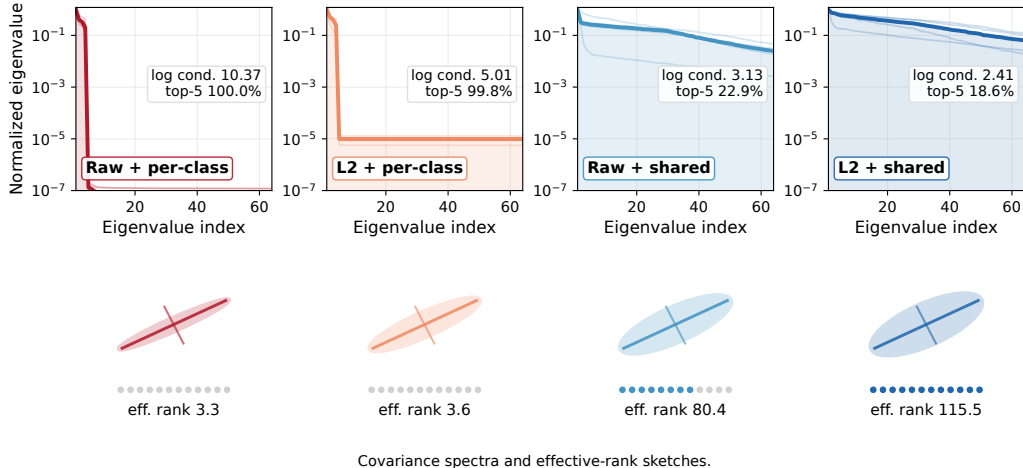 Normalized eigenvalue
10⁻¹
10⁻³
10⁻⁵
10⁻⁷
log cond. 10.37
top-5 100.0%
Raw + per-class
0 20 40 60
Eigenvalue index
10⁻¹
10⁻³
10⁻⁵
10⁻⁷
log cond. 5.01
top-5 99.8%
L2 + per-class
0 20 40 60
Eigenvalue index
10⁻¹
10⁻³
10⁻⁵
10⁻⁷
log cond. 3.13
top-5 22.9%
Raw + shared
0 20 40 60
Eigenvalue index
10⁻¹
10⁻³
10⁻⁵
10⁻⁷
log cond. 2.41
top-5 18.6%
L2 + shared
0 20 40 60
Eigenvalue index
eff. rank 3.3
eff. rank 3.6
eff. rank 80.4
eff. rank 115.5
Covariance spectra and effective-rank sketches.